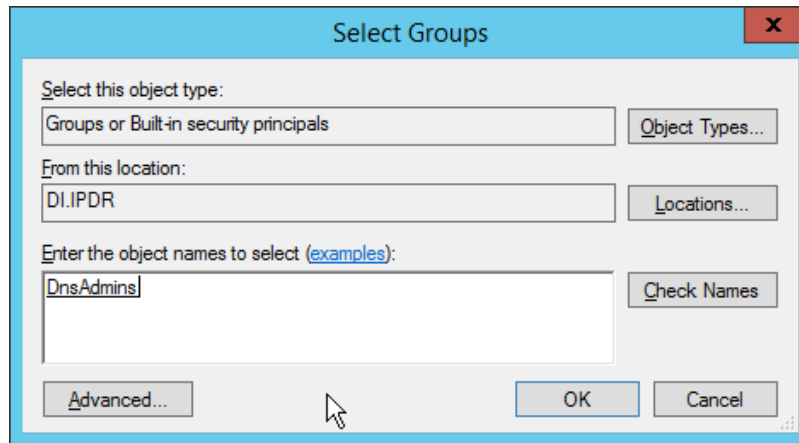 Select Groups
x
Select this object type:
Groups or Built-in security principals
Object Types...
From this location:
DI.IPDR
Locations...
Enter the object names to select (examples):
DnsAdmins
Check Names
Advanced...
OK
Cancel